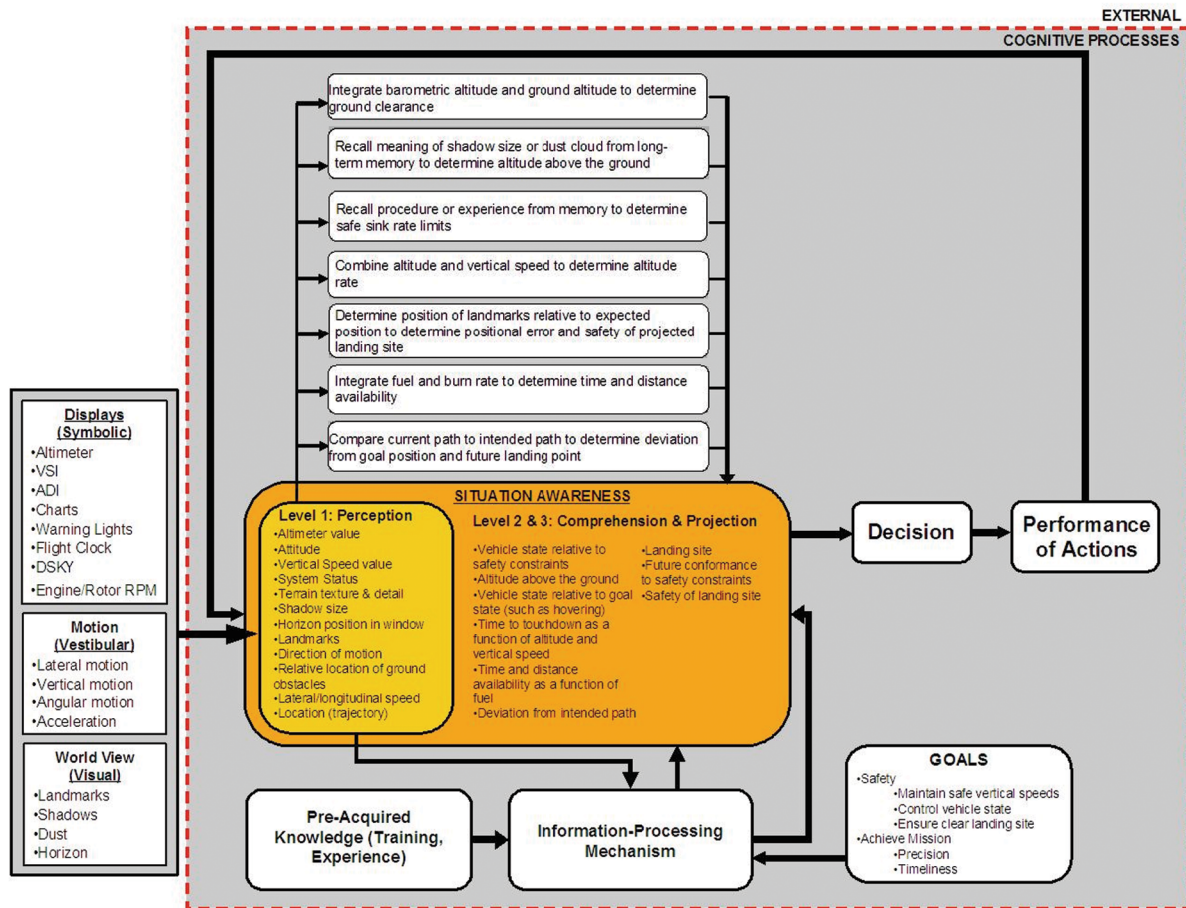 EXTERNAL
COGNITIVE PROCESSES
Integrate barometric altitude and ground altitude to determine
ground clearance
Recall meaning of shadow size or dust cloud from long-
term memory to determine altitude above the ground
Recall procedure or experience from memory to determine
safe sink rate limits
Combine altitude and vertical speed to determine altitude
rate
Determine position of landmarks relative to expected
position to determine positional error and safety of projected
landing site
Integrate fuel and burn rate to determine time and distance
availability
Compare current path to intended path to determine deviation
from goal position and future landing point
Displays
(Symbolic)
•Altimeter
•VSI
•ADI
•Charts
•Warning Lights
•Flight Clock
•DSKY
•Engine/Rotor RPM
Motion
(Vestibular)
•Lateral motion
•Vertical motion
•Angular motion
•Acceleration
World View
(Visual)
•Landmarks
•Shadows
•Dust
•Horizon
SITUATION AWARENESS
Level 1: Perception
•Altimeter value
•Attitude
•Vertical Speed value
•System Status
•Terrain texture & detail
•Shadow size
•Horizon position in window
•Landmarks
•Direction of motion
•Relative location of ground
obstacles
•Lateral/longitudinal speed
•Location (trajectory)
Level 2 & 3: Comprehension & Projection
•Vehicle state relative to
safety constraints
•Altitude above the ground
•Vehicle state relative to goal
state (such as hovering)
•Time to touchdown as a
function of altitude and
vertical speed
•Time and distance
availability as a function of
fuel
•Deviation from intended path
•Landing site
•Future conformance
to safety constraints
•Safety of landing site
Decision
Performance
of Actions
Pre-Acquired
Knowledge (Training,
Experience)
Information-Processing
Mechanism
GOALS
•Safety
•Maintain safe vertical speeds
•Control vehicle state
•Ensure clear landing site
•Achieve Mission
•Precision
•Timeliness